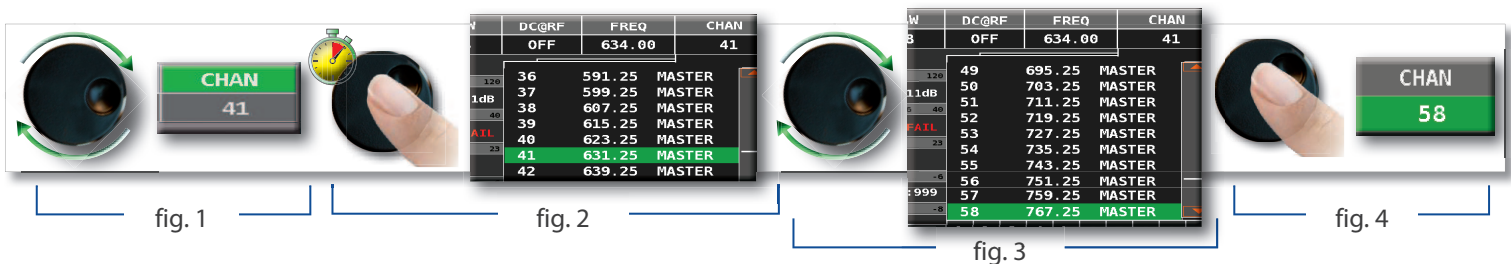 CHAN
41
W DC@RF FREQ CHAN
OFF 634.00 41
120
1dB
40
AIL
23
36 591.25 MASTER
37 599.25 MASTER
38 607.25 MASTER
39 615.25 MASTER
40 623.25 MASTER
41 631.25 MASTER
42 639.25 MASTER
W DC@RF FREQ CHAN
3 OFF 634.00 41
120
11dB
6 40
FAIL
23
-6
:999
-8
49 695.25 MASTER
50 703.25 MASTER
51 711.25 MASTER
52 719.25 MASTER
53 727.25 MASTER
54 735.25 MASTER
55 743.25 MASTER
56 751.25 MASTER
57 759.25 MASTER
58 767.25 MASTER
CHAN
58
fig. 1
fig. 2
fig. 3
fig. 4